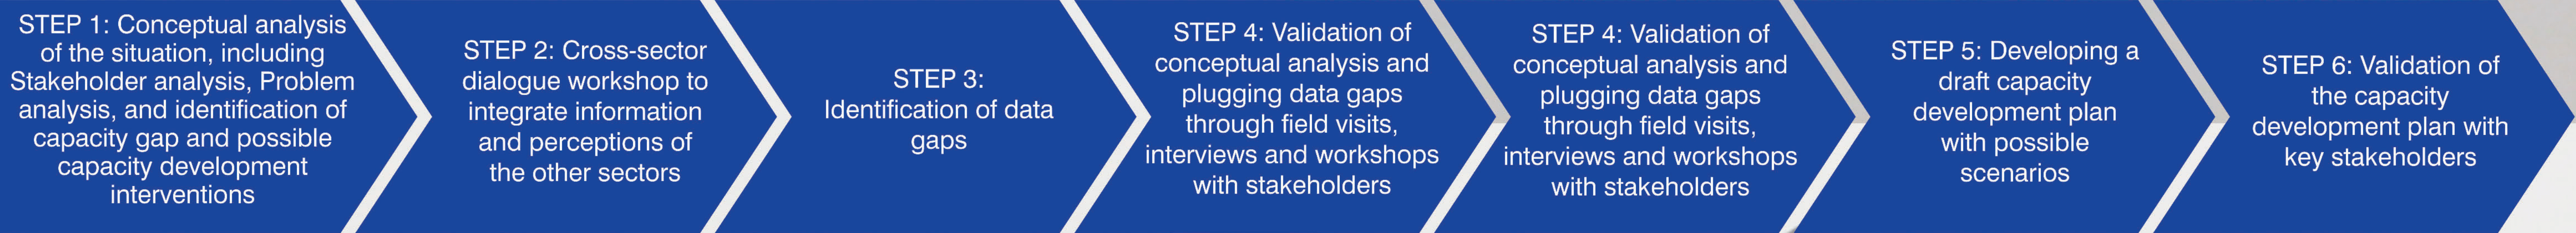 STEP 1: Conceptual analysis
of the situation, including
Stakeholder analysis, Problem
analysis, and identification of
capacity gap and possible
capacity development
interventions
STEP 2: Cross-sector
dialogue workshop to
integrate information
and perceptions of
the other sectors
STEP 3:
Identification of data
gaps
STEP 4: Validation of
conceptual analysis and
plugging data gaps
through field visits,
interviews and workshops
with stakeholders
STEP 4: Validation of
conceptual analysis and
plugging data gaps
through field visits,
interviews and workshops
with stakeholders
STEP 5: Developing a
draft capacity
development plan
with possible
scenarios
STEP 6: Validation of
the capacity
development plan with
key stakeholders